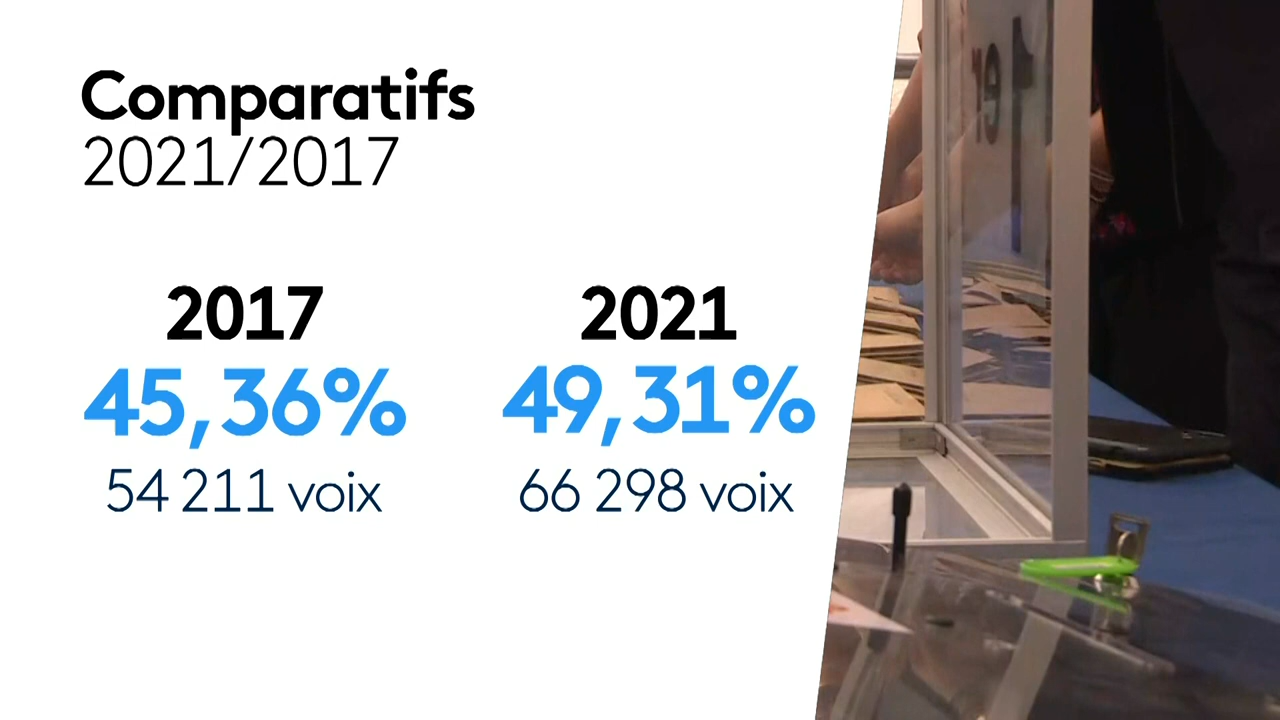 Comparatifs
2021/2017
2017
45,36%
54 211 voix
2021
49,31%
66 298 voix